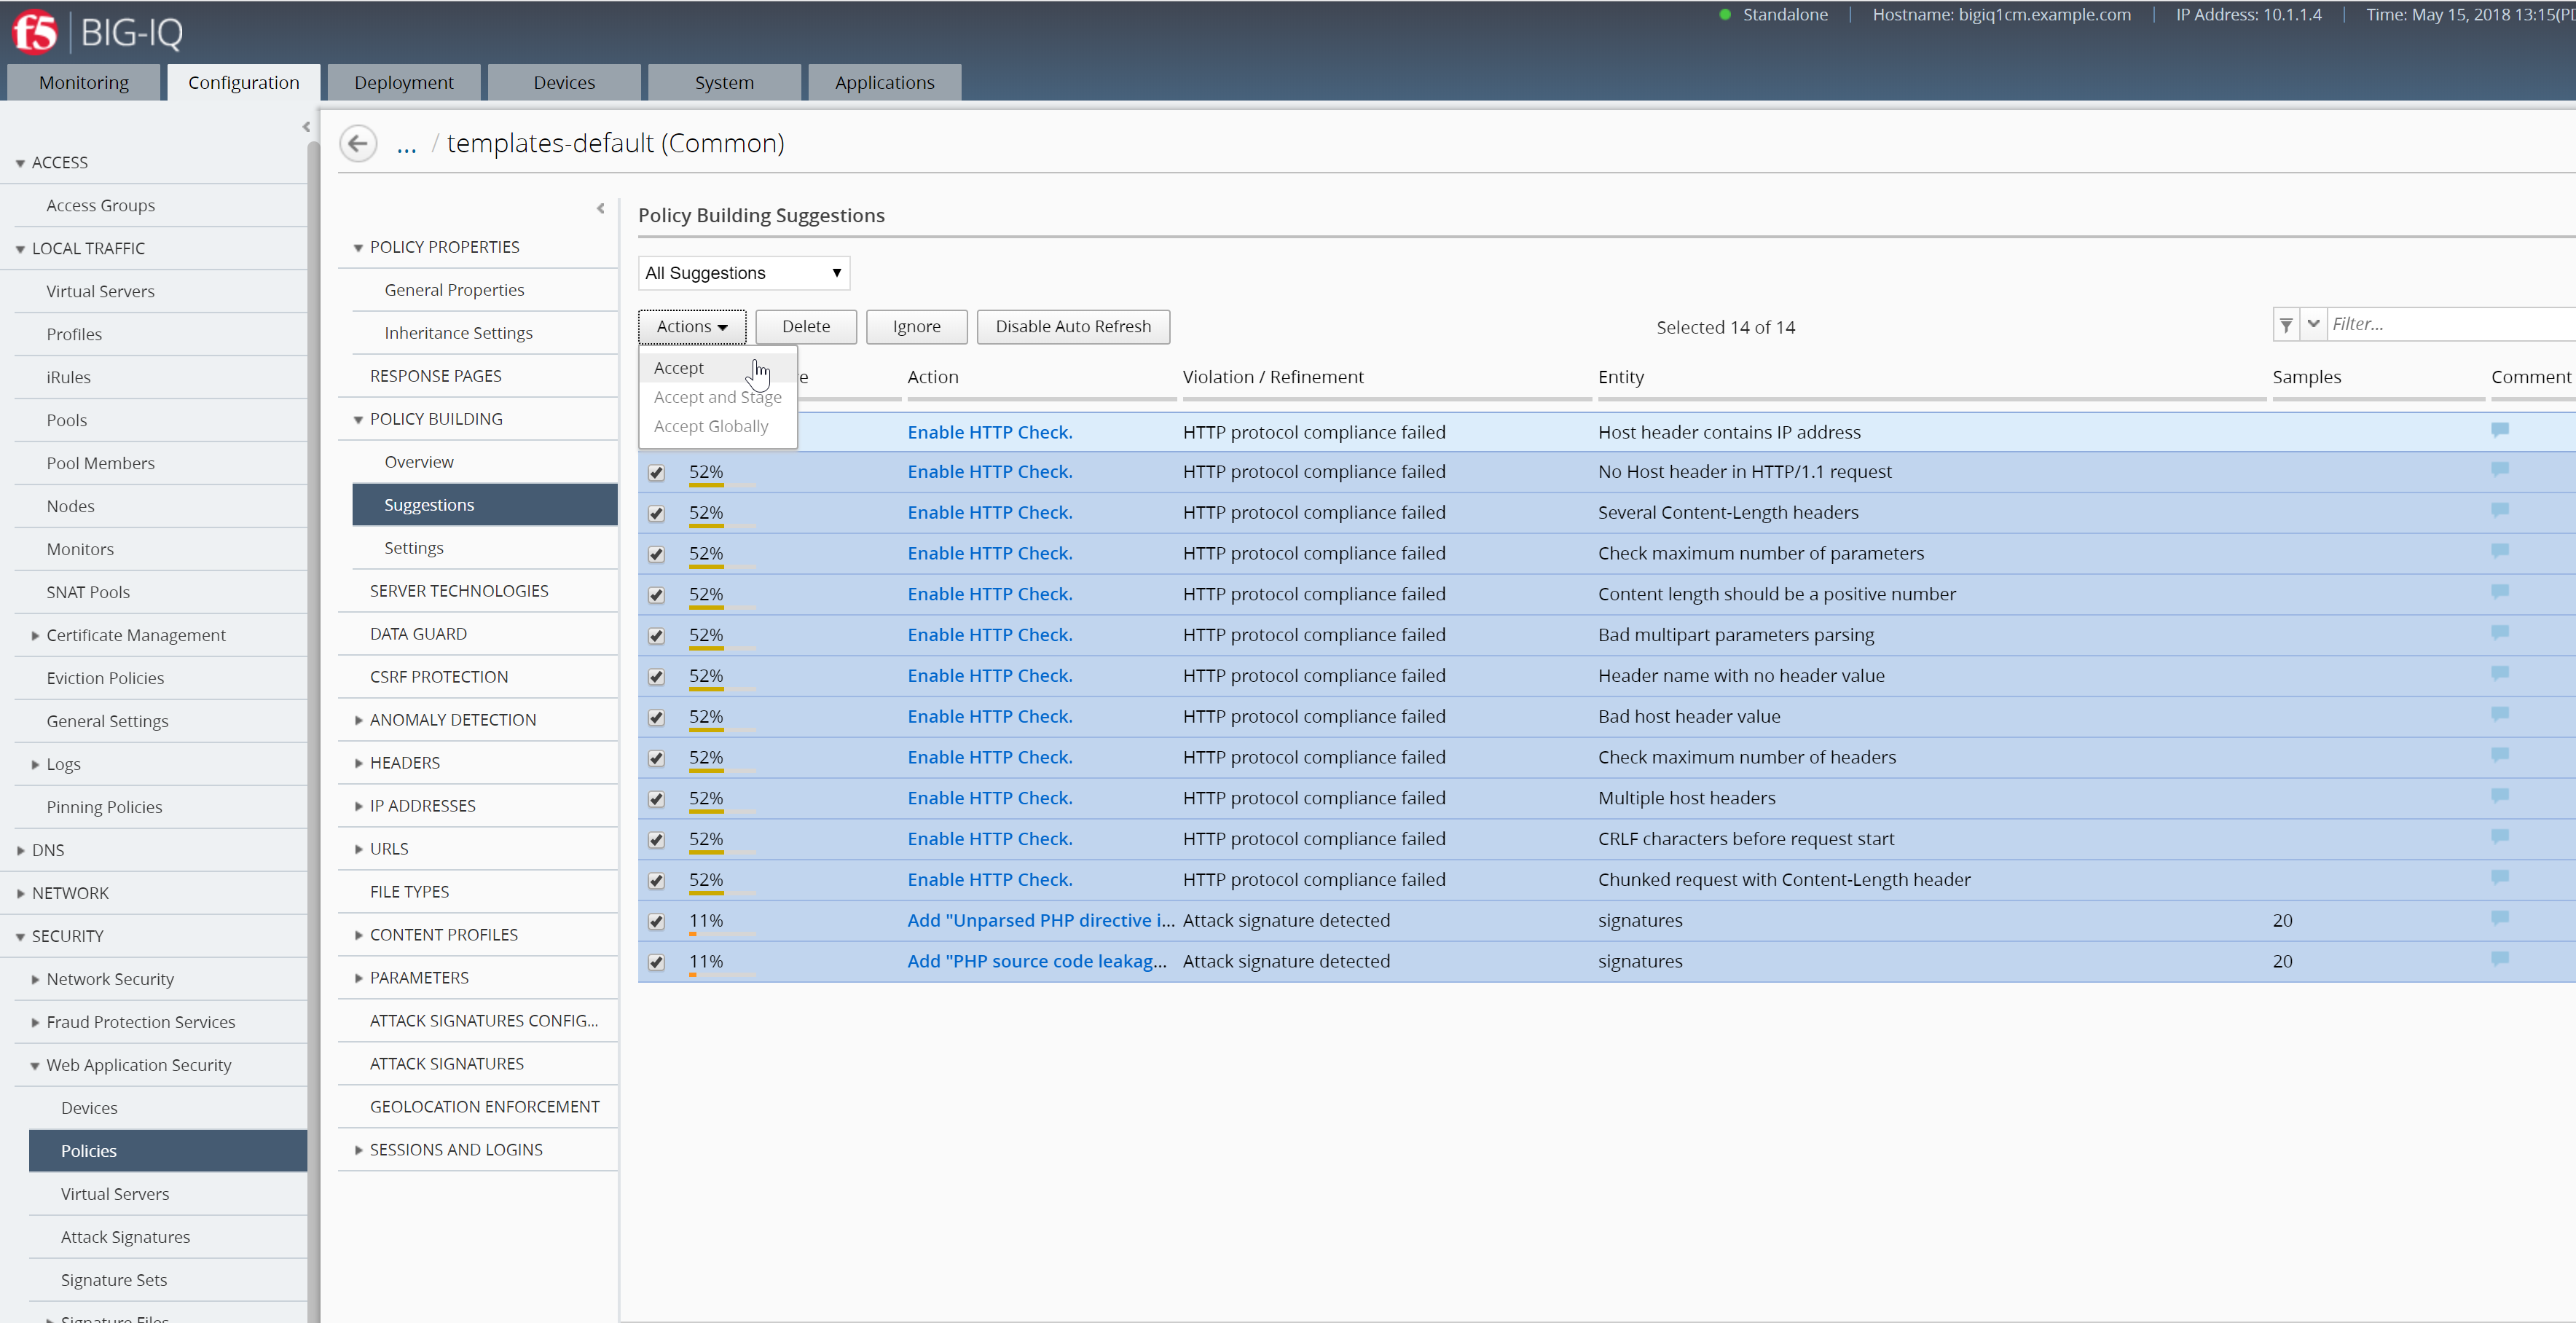 f5 BIG-IQ
Standalone | Hostname: bigiq1cm.example.com | IP Address: 10.1.1.4 | Time: May 15, 2018 13:15(PD
Monitoring Configuration Deployment Devices System Applications
ACCESS
Access Groups
LOCAL TRAFFIC
Virtual Servers
Profiles
iRules
Pools
Pool Members
Nodes
Monitors
SNAT Pools
Certificate Management
Eviction Policies
General Settings
Logs
Pinning Policies
DNS
NETWORK
SECURITY
Network Security
Fraud Protection Services
Web Application Security
Devices
Policies
Virtual Servers
Attack Signatures
Signature Sets
Signature Files
... / templates-default (Common)
POLICY PROPERTIES
General Properties
Inheritance Settings
RESPONSE PAGES
POLICY BUILDING
Overview
Suggestions
Settings
SERVER TECHNOLOGIES
DATA GUARD
CSRF PROTECTION
ANOMALY DETECTION
HEADERS
IP ADDRESSES
URLS
FILE TYPES
CONTENT PROFILES
PARAMETERS
ATTACK SIGNATURES CONFIG...
ATTACK SIGNATURES
GEOLOCATION ENFORCEMENT
SESSIONS AND LOGINS
Policy Building Suggestions
All Suggestions
Actions Delete Ignore Disable Auto Refresh Selected 14 of 14 Filter...
Accept
Accept and Stage
Accept Globally
e Action Violation / Refinement Entity Samples Comment
Enable HTTP Check. HTTP protocol compliance failed Host header contains IP address
52% Enable HTTP Check. HTTP protocol compliance failed No Host header in HTTP/1.1 request
52% Enable HTTP Check. HTTP protocol compliance failed Several Content-Length headers
52% Enable HTTP Check. HTTP protocol compliance failed Check maximum number of parameters
52% Enable HTTP Check. HTTP protocol compliance failed Content length should be a positive number
52% Enable HTTP Check. HTTP protocol compliance failed Bad multipart parameters parsing
52% Enable HTTP Check. HTTP protocol compliance failed Header name with no header value
52% Enable HTTP Check. HTTP protocol compliance failed Bad host header value
52% Enable HTTP Check. HTTP protocol compliance failed Check maximum number of headers
52% Enable HTTP Check. HTTP protocol compliance failed Multiple host headers
52% Enable HTTP Check. HTTP protocol compliance failed CRLF characters before request start
52% Enable HTTP Check. HTTP protocol compliance failed Chunked request with Content-Length header
11% Add "Unparsed PHP directive i... Attack signature detected signatures 20
11% Add "PHP source code leakag... Attack signature detected signatures 20